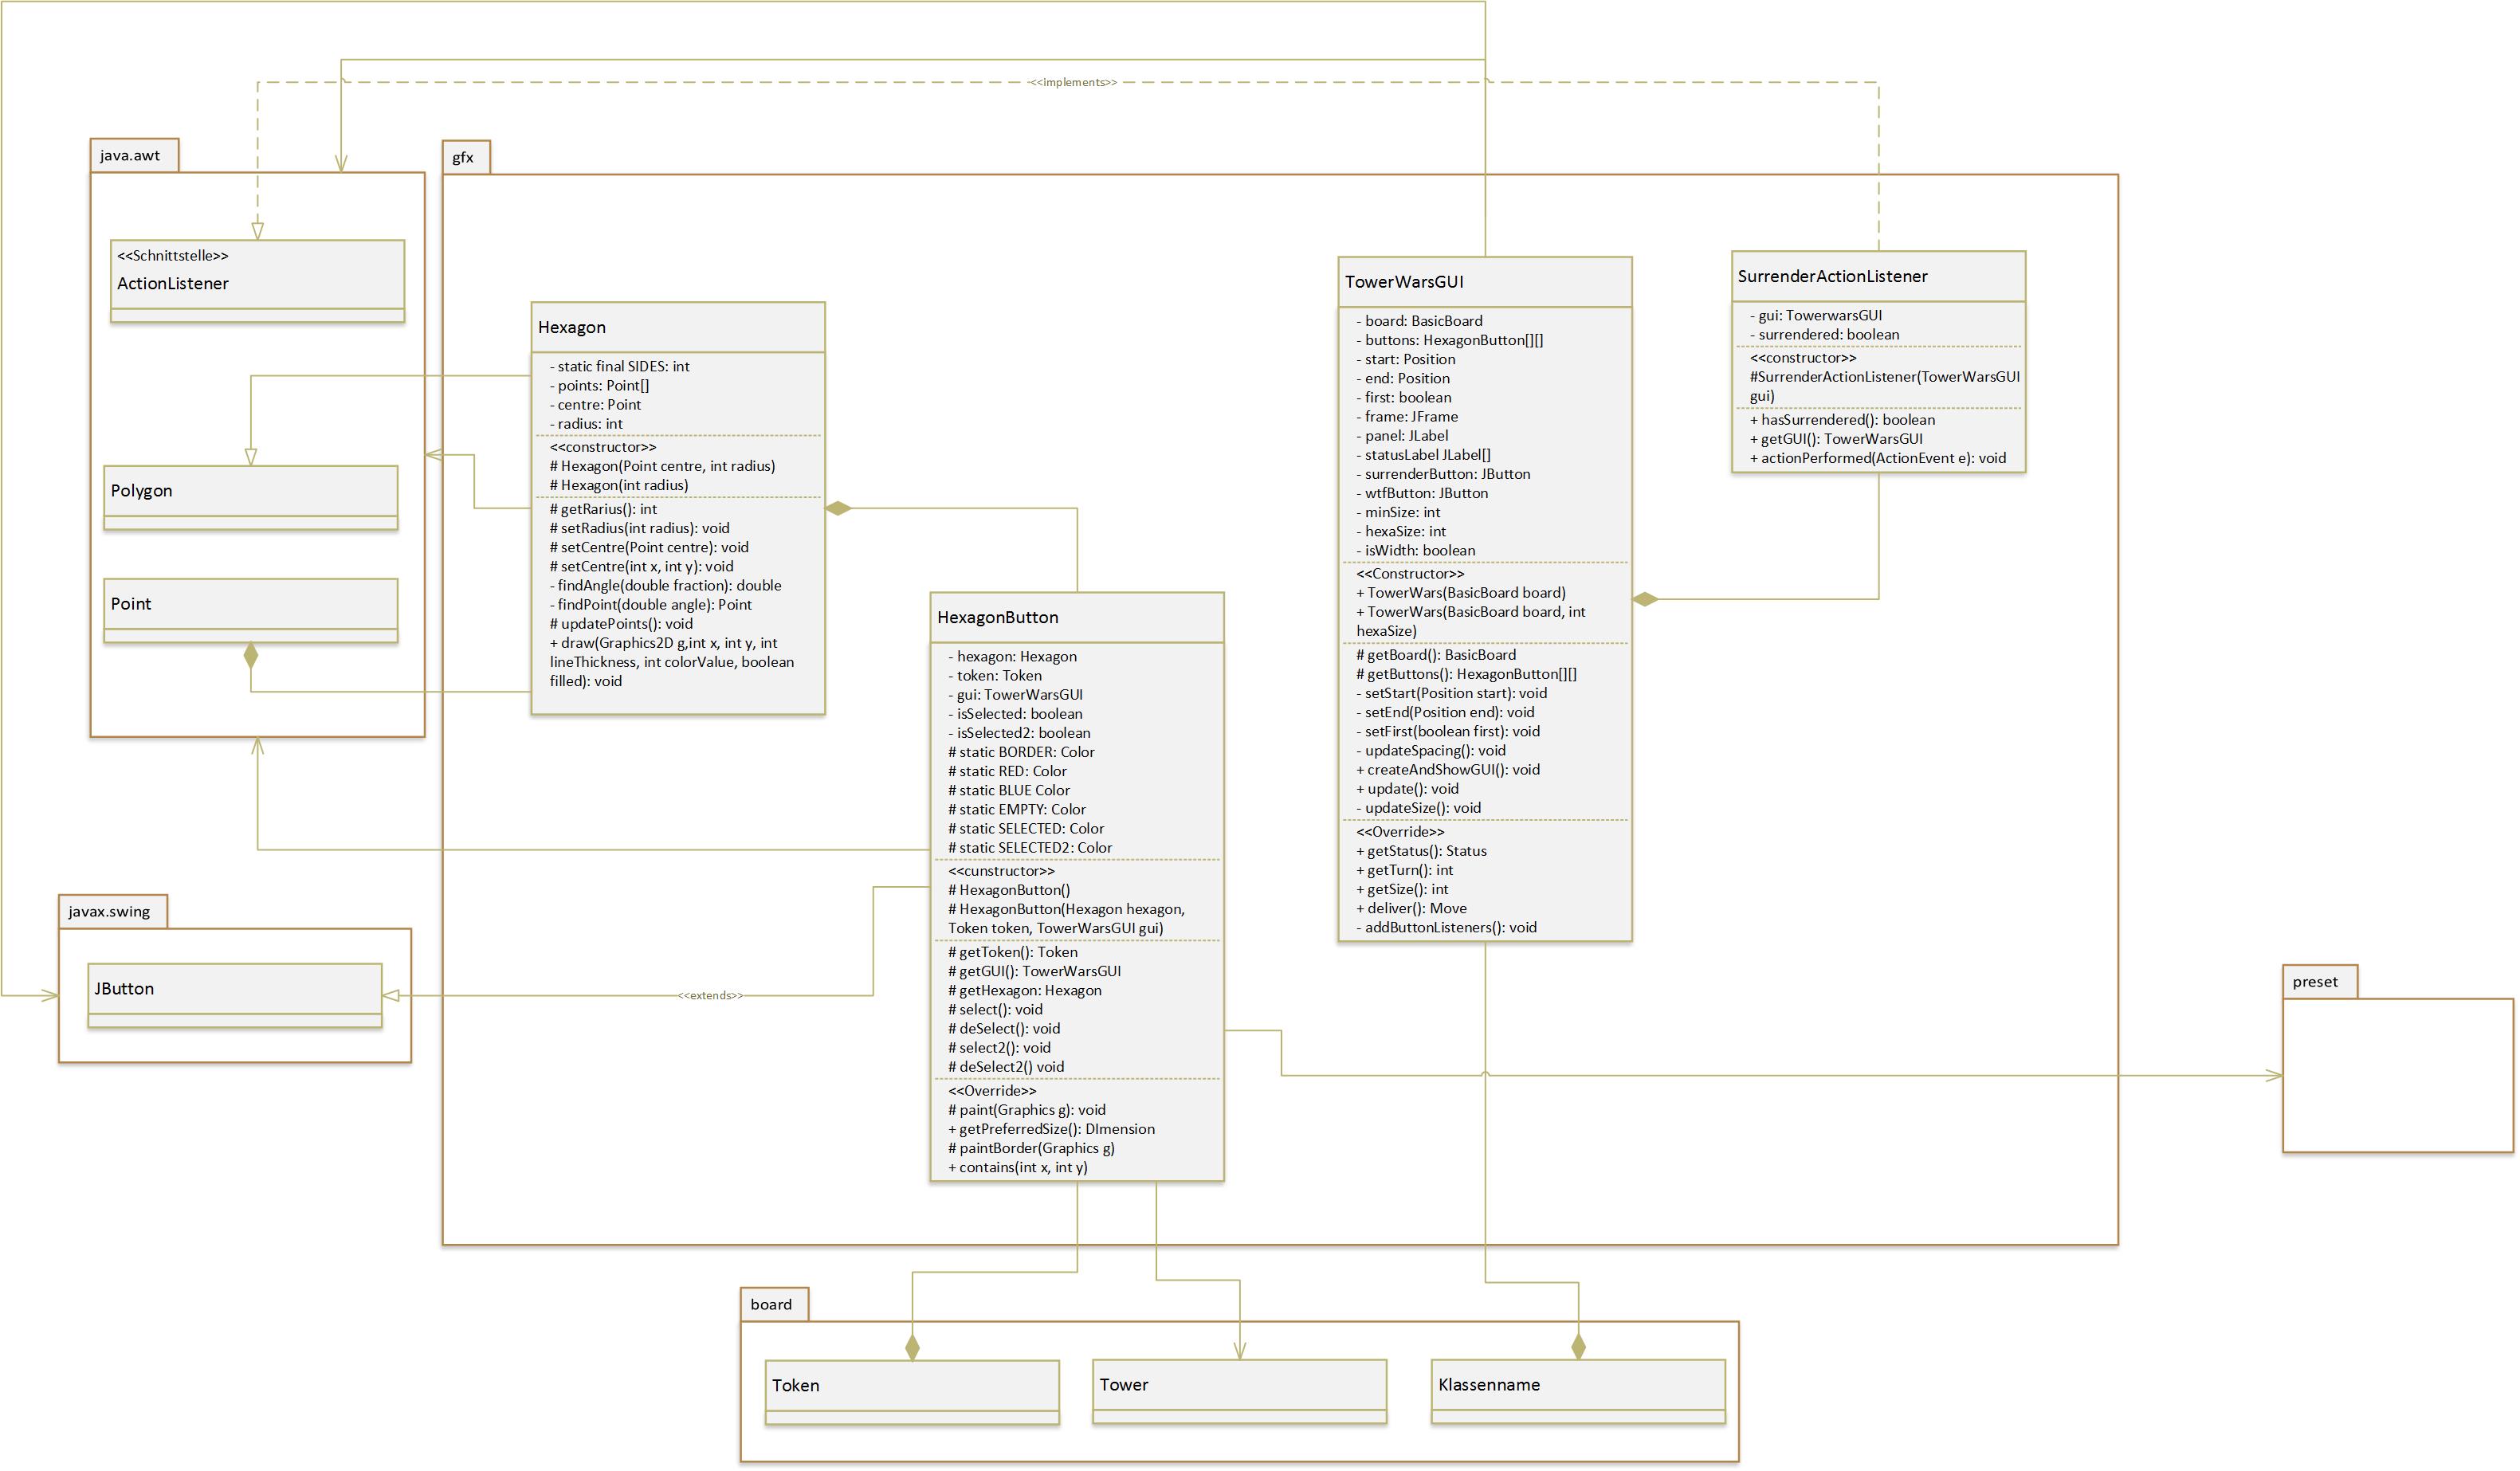 <<implements>>
java.awt
<<Schnittstelle>>
ActionListener
Polygon
Point
gfx
Hexagon
- static final SIDES: int
- points: Point[]
- centre: Point
- radius: int
<<constructor>>
# Hexagon(Point centre, int radius)
# Hexagon(int radius)
# getRarius(): int
# setRadius(int radius): void
# setCentre(Point centre): void
# setCentre(int x, int y): void
- findAngle(double fraction): double
- findPoint(double angle): Point
# updatePoints(): void
+ draw(Graphics2D g,int x, int y, int
lineThickness, int colorValue, boolean
filled): void
HexagonButton
- hexagon: Hexagon
- token: Token
- gui: TowerWarsGUI
- isSelected: boolean
- isSelected2: boolean
# static BORDER: Color
# static RED: Color
# static BLUE Color
# static EMPTY: Color
# static SELECTED: Color
# static SELECTED2: Color
<<cunstructor>>
# HexagonButton()
# HexagonButton(Hexagon hexagon,
Token token, TowerWarsGUI gui)
# getToken(): Token
# getGUI(): TowerWarsGUI
# getHexagon: Hexagon
# select(): void
# deSelect(): void
# select2(): void
# deSelect2() void
<<Override>>
# paint(Graphics g): void
+ getPreferredSize(): DImension
# paintBorder(Graphics g)
+ contains(int x, int y)
TowerWarsGUI
- board: BasicBoard
- buttons: HexagonButton[][]
- start: Position
- end: Position
- first: boolean
- frame: JFrame
- panel: JLabel
- statusLabel JLabel[]
- surrenderButton: JButton
- wtfButton: JButton
- minSize: int
- hexaSize: int
- isWidth: boolean
<<Constructor>>
+ TowerWars(BasicBoard board)
+ TowerWars(BasicBoard board, int
hexaSize)
# getBoard(): BasicBoard
# getButtons(): HexagonButton[][]
- setStart(Position start): void
- setEnd(Position end): void
- setFirst(boolean first): void
- updateSpacing(): void
+ createAndShowGUI(): void
+ update(): void
- updateSize(): void
<<Override>>
+ getStatus(): Status
+ getTurn(): int
+ getSize(): int
+ deliver(): Move
- addButtonListeners(): void
SurrenderActionListener
- gui: TowerwarsGUI
- surrendered: boolean
<<constructor>>
#SurrenderActionListener(TowerWarsGUI
gui)
+ hasSurrendered(): boolean
+ getGUI(): TowerWarsGUI
+ actionPerformed(ActionEvent e): void
javax.swing
JButton
<<extends>>
preset
board
Token
Tower
Klassenname